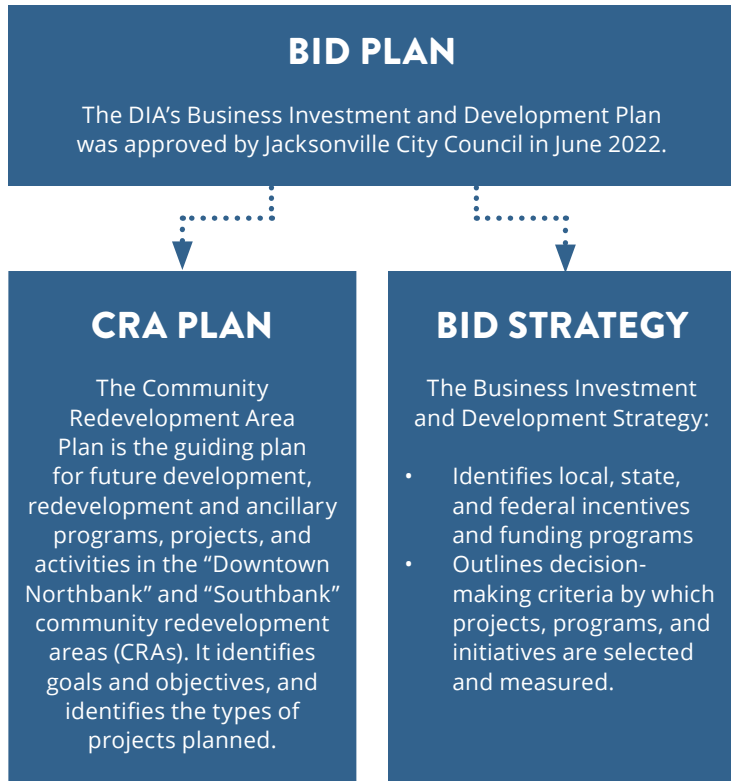 BID PLAN
The DIA’s Business Investment and Development Plan
was approved by Jacksonville City Council in June 2022.
CRA PLAN
The Community
Redevelopment Area
Plan is the guiding plan
for future development,
redevelopment and ancillary
programs, projects, and
activities in the “Downtown
Northbank” and “Southbank”
community redevelopment
areas (CRAs). It identifies
goals and objectives, and
identifies the types of
projects planned.
BID STRATEGY
The Business Investment
and Development Strategy:
• Identifies local, state,
and federal incentives
and funding programs
• Outlines decision-
making criteria by which
projects, programs, and
initiatives are selected
and measured.